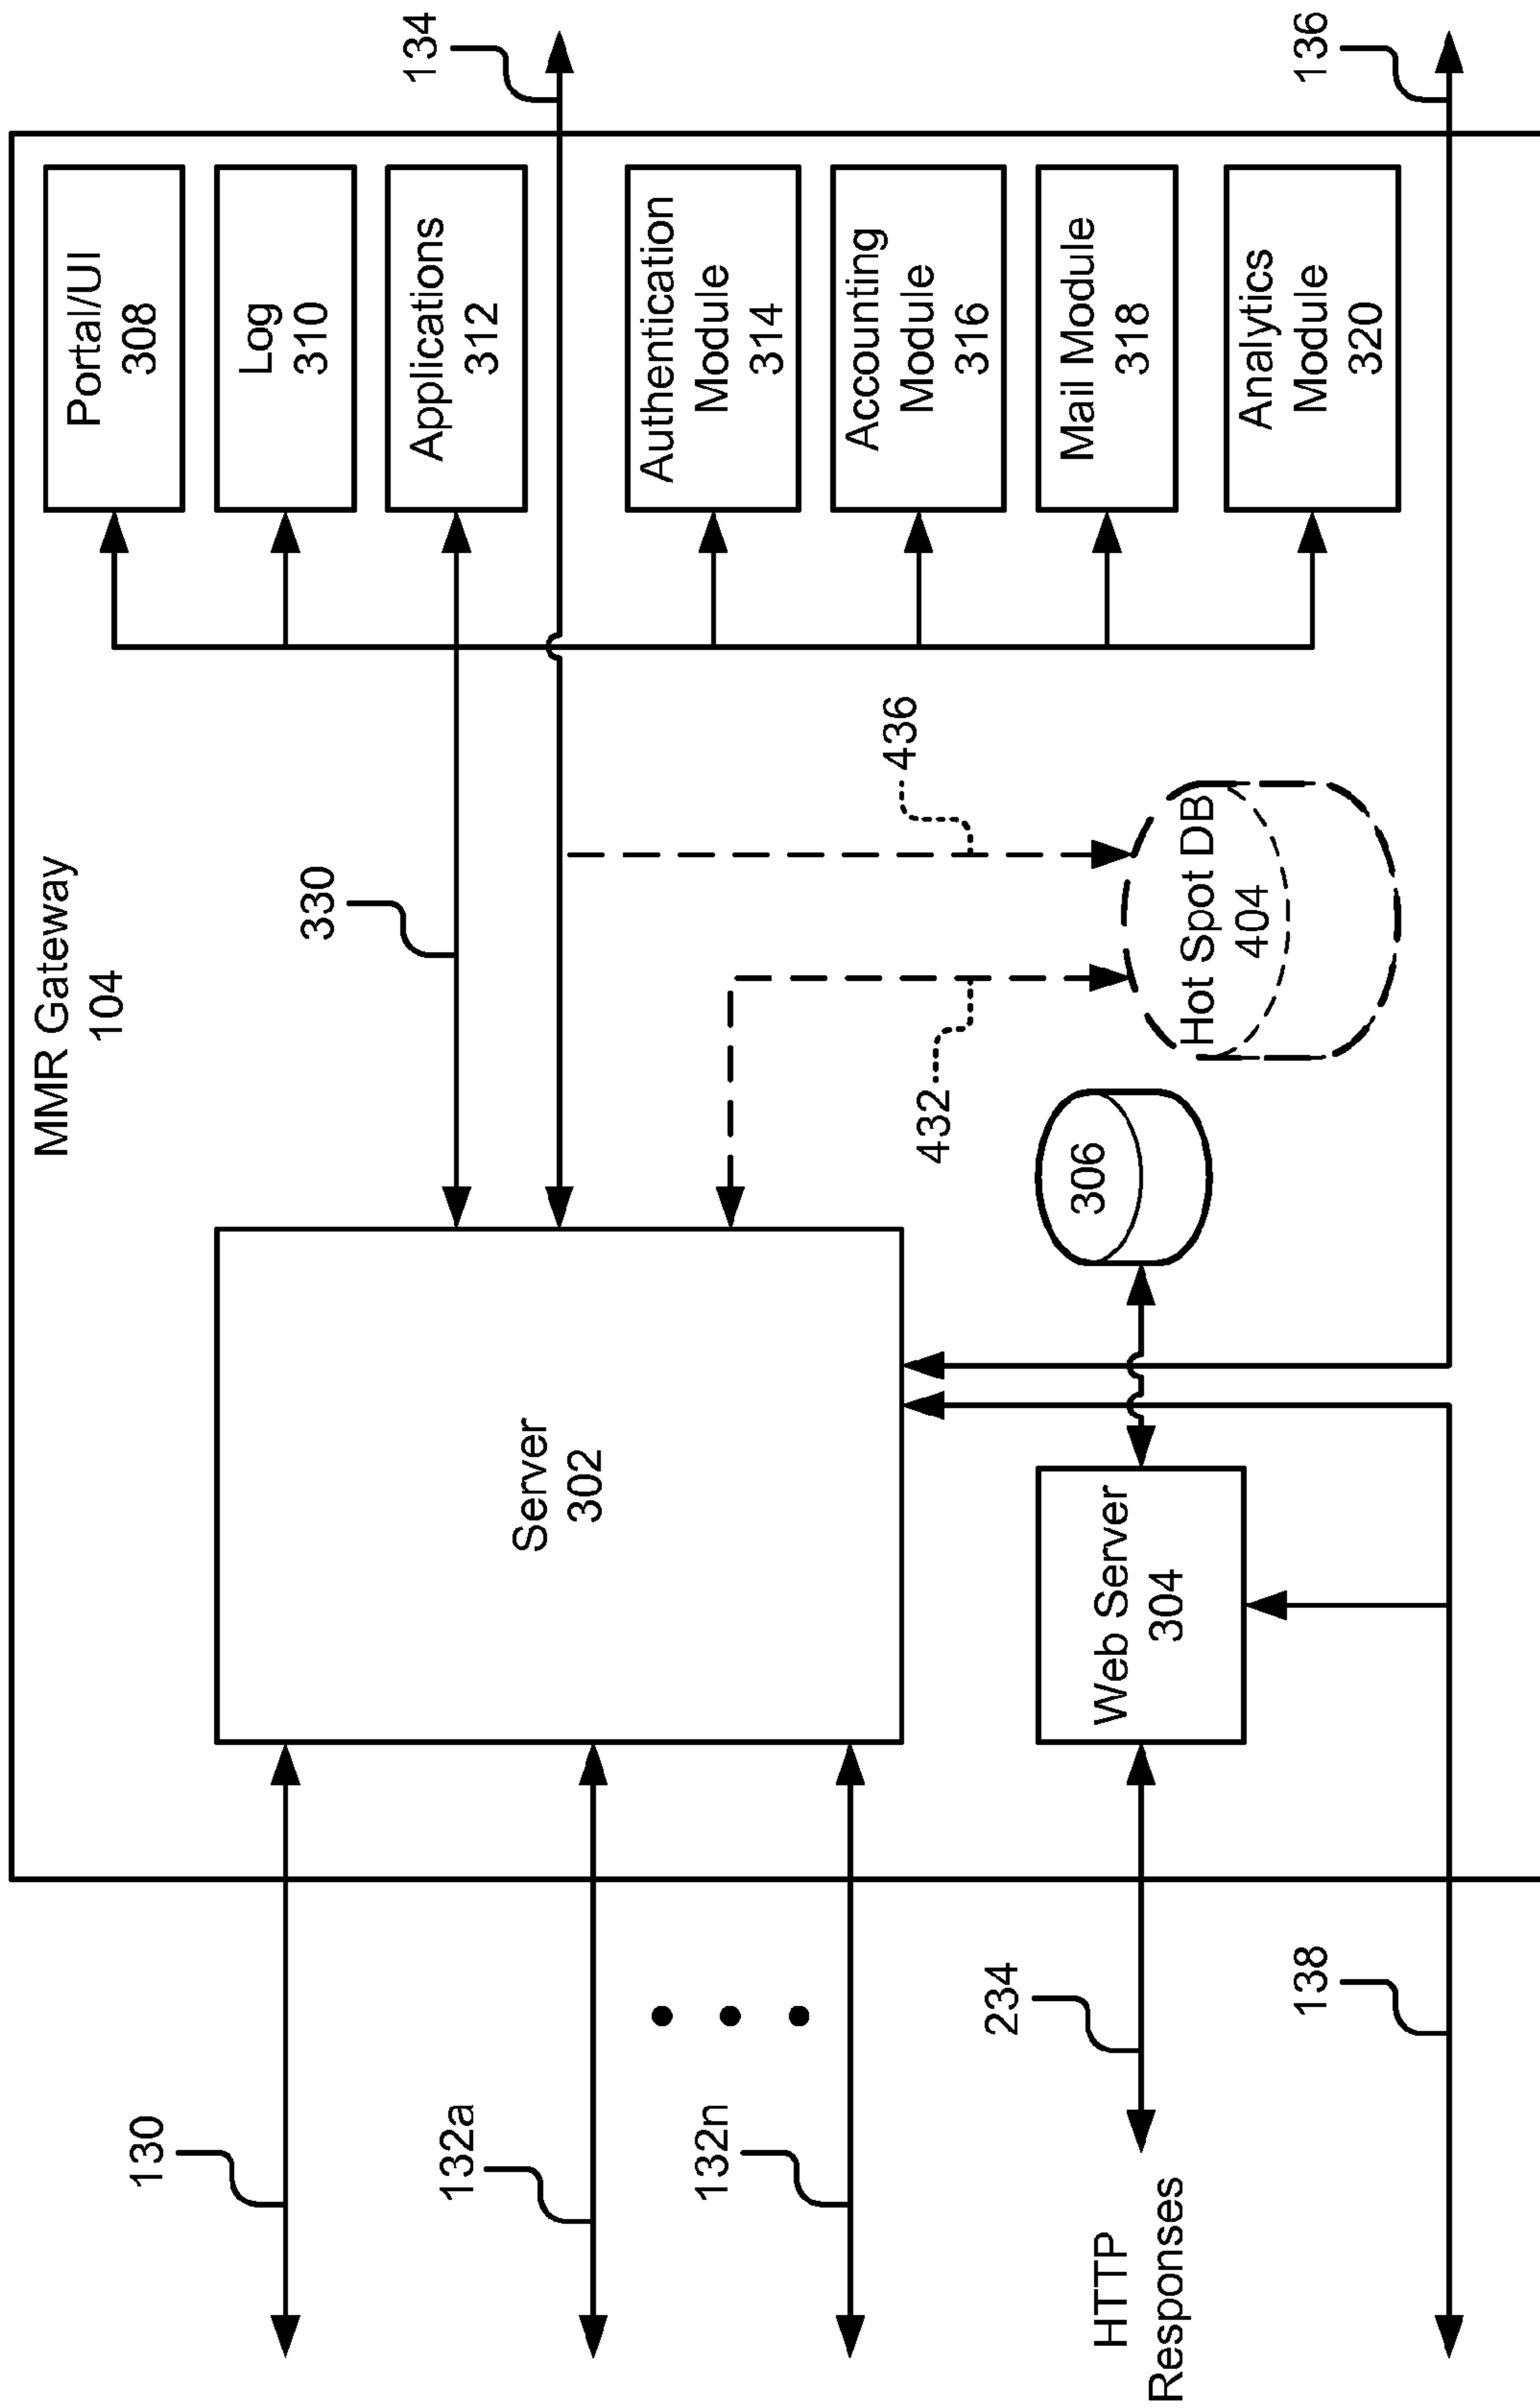 MMR Gateway
104
130
132a
132n
234
HTTP
Responses
138
Server
302
Web Server
304
306
330
432
436
Hot Spot DB
404
Portal/UI
308
Log
310
Applications
312
Authentication
Module
314
Accounting
Module
316
Mail Module
318
Analytics
Module
320
134
136